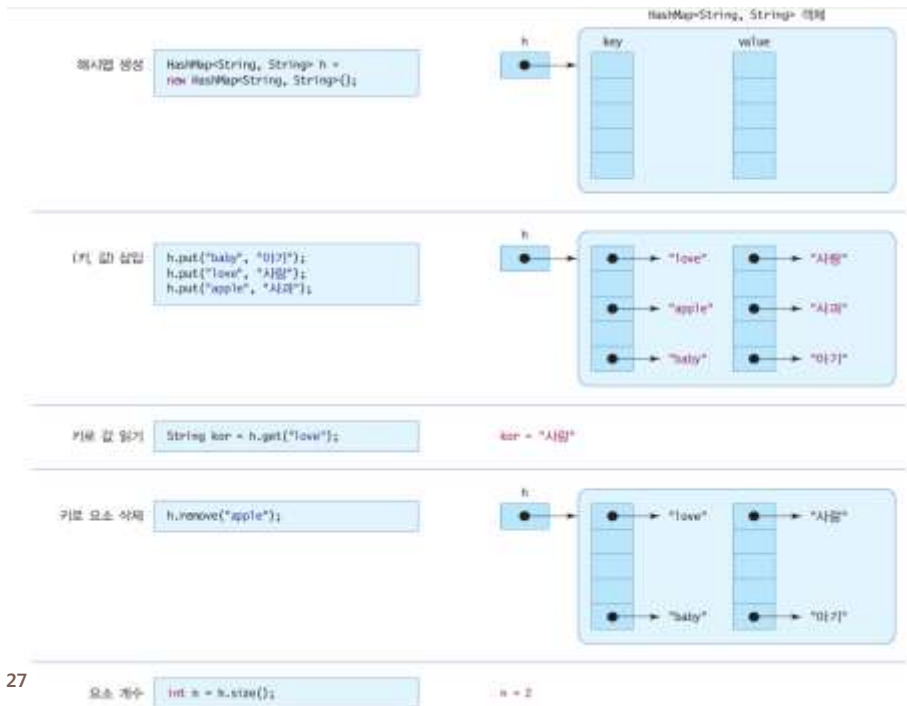 HashMap<String, String> 객체
해시맵 생성
HashMap<String, String> h =
new HashMap<String, String>();
h
key
value
(키, 값) 삽입
h.put("baby", "아기");
h.put("love", "사랑");
h.put("apple", "사과");
h
"love"
"사랑"
"apple"
"사과"
"baby"
"아기"
키로 값 읽기
String kor = h.get("love");
kor = "사랑"
키로 요소 삭제
h.remove("apple");
h
"love"
"사랑"
"baby"
"아기"
27
요소 개수
int n = h.size();
n = 2